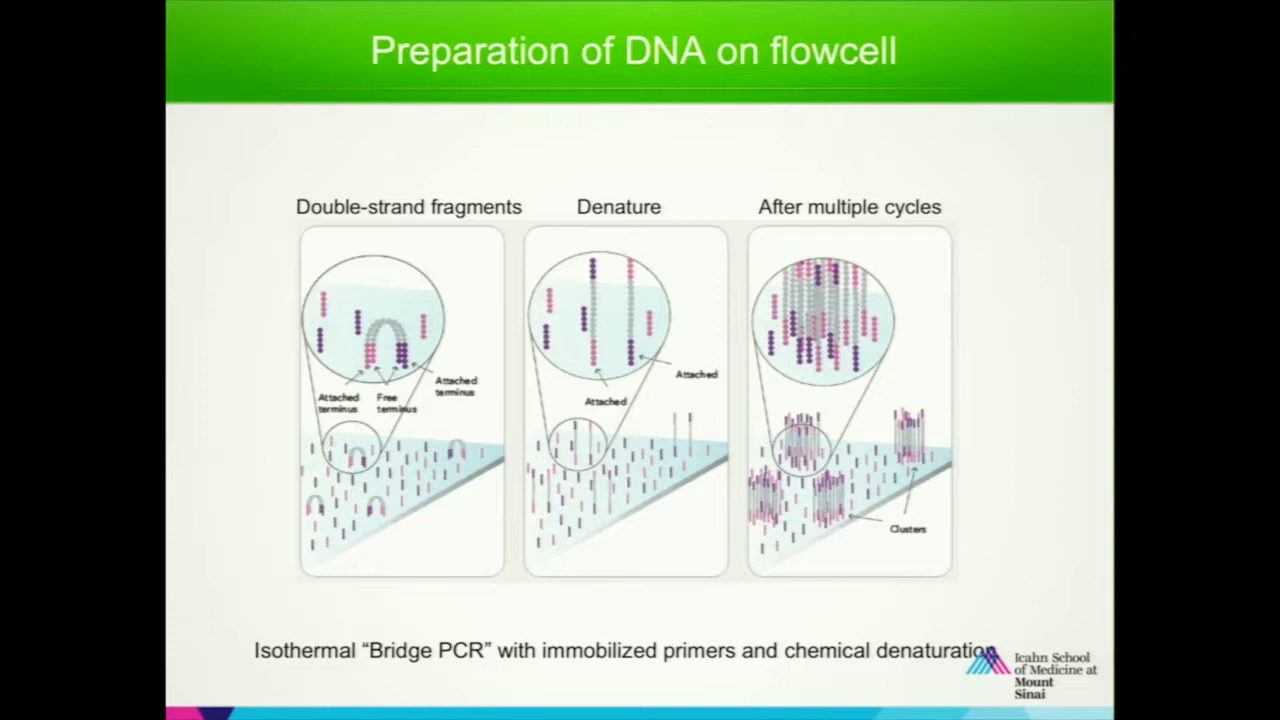 Preparation of DNA on flowcell
Double-strand fragments
Denature
After multiple cycles
Attached
terminus
Free
terminus
Attached
terminus
Attached
Attached
Clusters
Isothermal “Bridge PCR” with immobilized primers and chemical denaturation
Icahn School
of Medicine at
Mount
Sinai